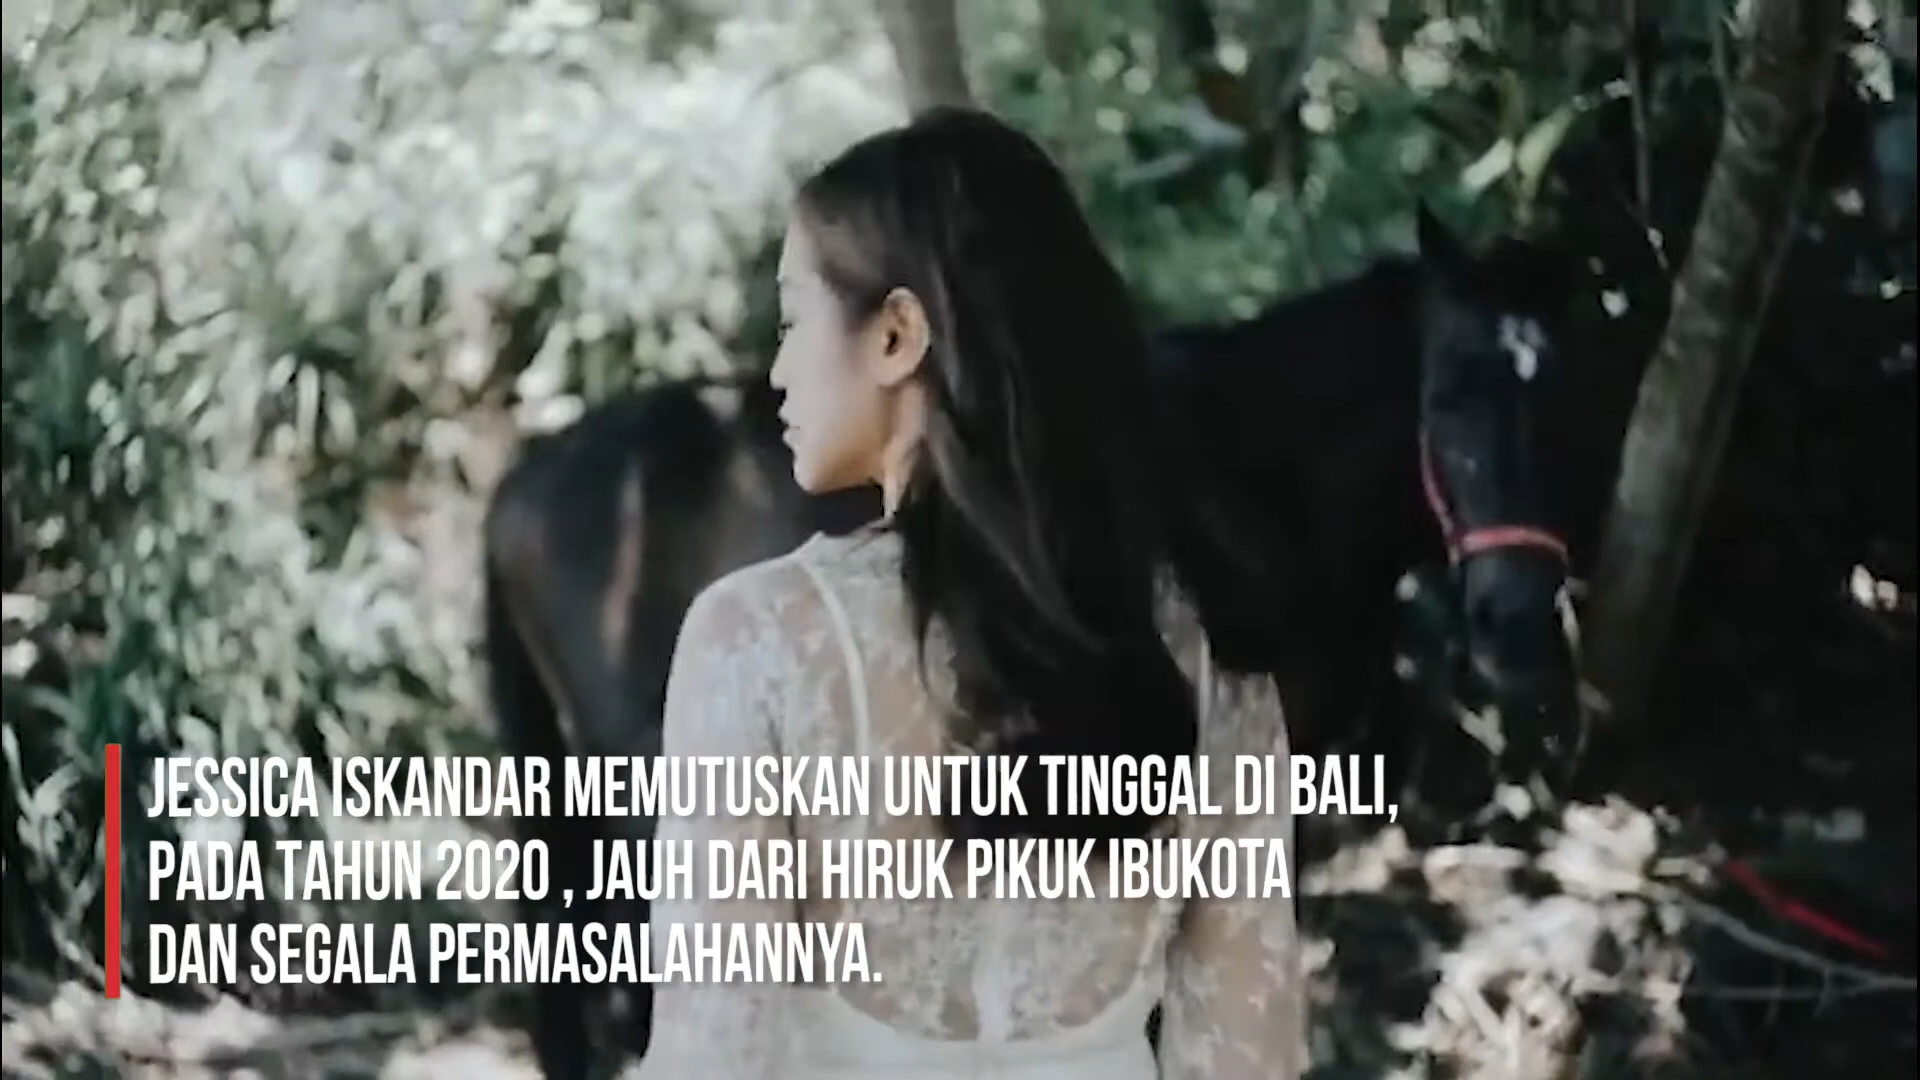 JESSICA ISKANDAR MEMUTUSKAN UNTUK TINGGAL DI BALI,
PADA TAHUN 2020 , JAUH DARI HIRUK PIKUK IBUKOTA
DAN SEGALA PERMASALAHANNYA.